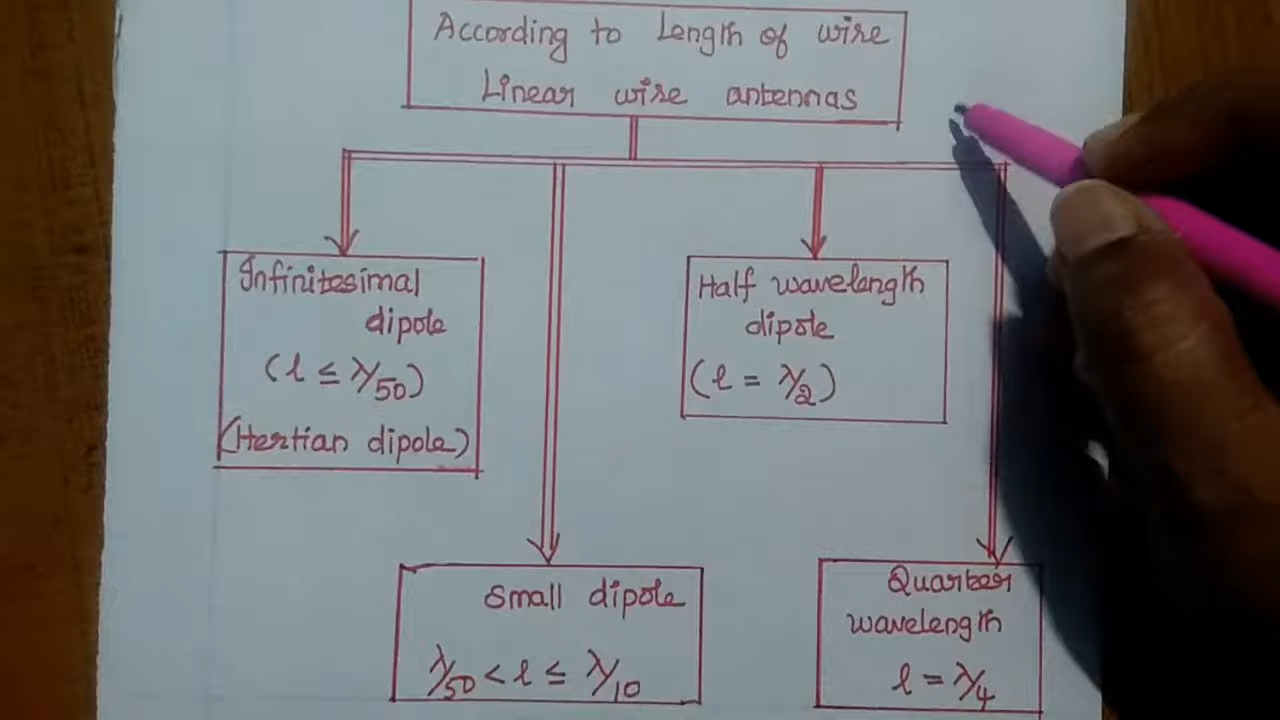 According to Length of wire
Linear wire antennas
Infinitesimal
dipole
(l ≤ λ/50)
(Hertian dipole)
Half wavelength
dipole
(l = λ/2)
Small dipole
λ/50 < l ≤ λ/10
Quarter
wavelength
l = λ/4